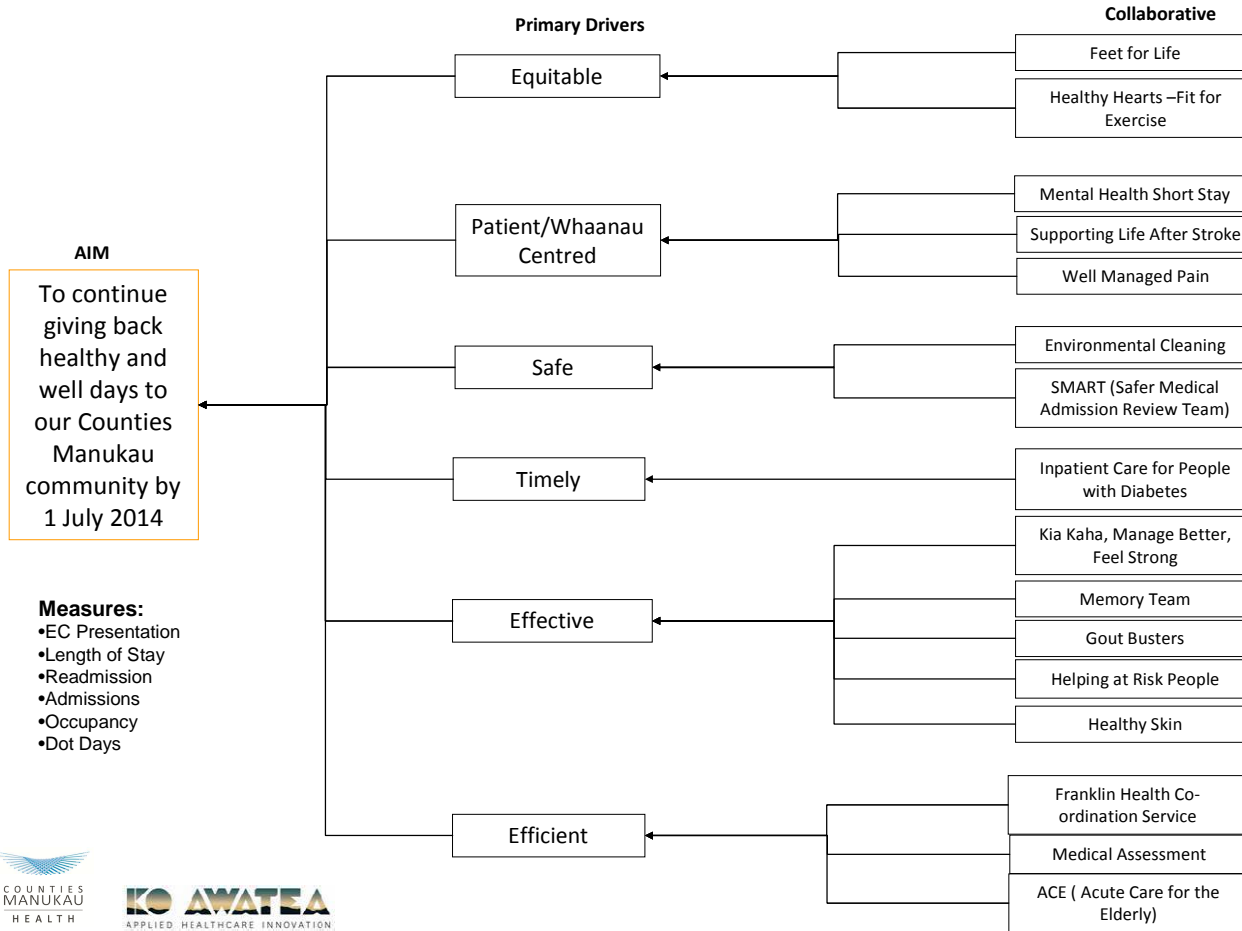 Primary Drivers
Collaborative
Equitable
Feet for Life
Healthy Hearts –Fit for
Exercise
Patient/Whaanau
Centred
Mental Health Short Stay
Supporting Life After Stroke
Well Managed Pain
AIM
To continue
giving back
healthy and
well days to
our Counties
Manukau
community by
1 July 2014
Safe
Environmental Cleaning
SMART (Safer Medical
Admission Review Team)
Timely
Inpatient Care for People
with Diabetes
Effective
Kia Kaha, Manage Better,
Feel Strong
Memory Team
Gout Busters
Helping at Risk People
Healthy Skin
Measures:
•EC Presentation
•Length of Stay
•Readmission
•Admissions
•Occupancy
•Dot Days
Efficient
Franklin Health Co-
ordination Service
Medical Assessment
ACE ( Acute Care for the
Elderly)
COUNTIES
MANUKAU
HEALTH
KO AWATEA
APPLIED HEALTHCARE INNOVATION